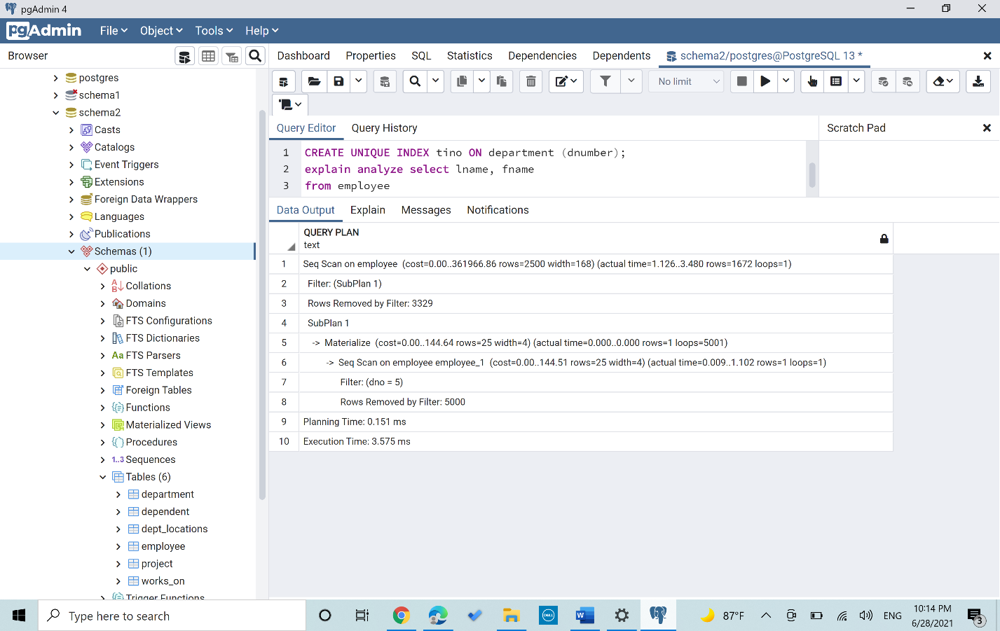 pgAdmin 4
pgAdmin
File
Object
Tools
Help
Browser
Dashboard
Properties
SQL
Statistics
Dependencies
Dependents
schema2/postgres@PostgreSQL 13 *
No limit
postgres
schema1
schema2
Casts
Catalogs
Event Triggers
Extensions
Foreign Data Wrappers
Languages
Publications
Schemas (1)
public
Collations
Domains
FTS Configurations
FTS Dictionaries
Aa FTS Parsers
FTS Templates
Foreign Tables
Functions
Materialized Views
Procedures
1..3 Sequences
Tables (6)
department
dependent
dept_locations
employee
project
works_on
Trigger Functions
Query Editor
Query History
Scratch Pad
1 CREATE UNIQUE INDEX tino ON department (dnumber);
2 explain analyze select lname, fname
3 from employee
Data Output
Explain
Messages
Notifications
QUERY PLAN
text
1 Seq Scan on employee (cost=0.00..361966.86 rows=2500 width=168) (actual time=1.126..3.480 rows=1672 loops=1)
2 Filter: (SubPlan 1)
3 Rows Removed by Filter: 3329
4 SubPlan 1
5 -> Materialize (cost=0.00..144.64 rows=25 width=4) (actual time=0.000..0.000 rows=1 loops=5001)
6 -> Seq Scan on employee employee_1 (cost=0.00..144.51 rows=25 width=4) (actual time=0.009..1.102 rows=1 loops=1)
7 Filter: (dno = 5)
8 Rows Removed by Filter: 5000
9 Planning Time: 0.151 ms
10 Execution Time: 3.575 ms
Type here to search
DELL
87°F
ENG
10:14 PM
6/28/2021
3